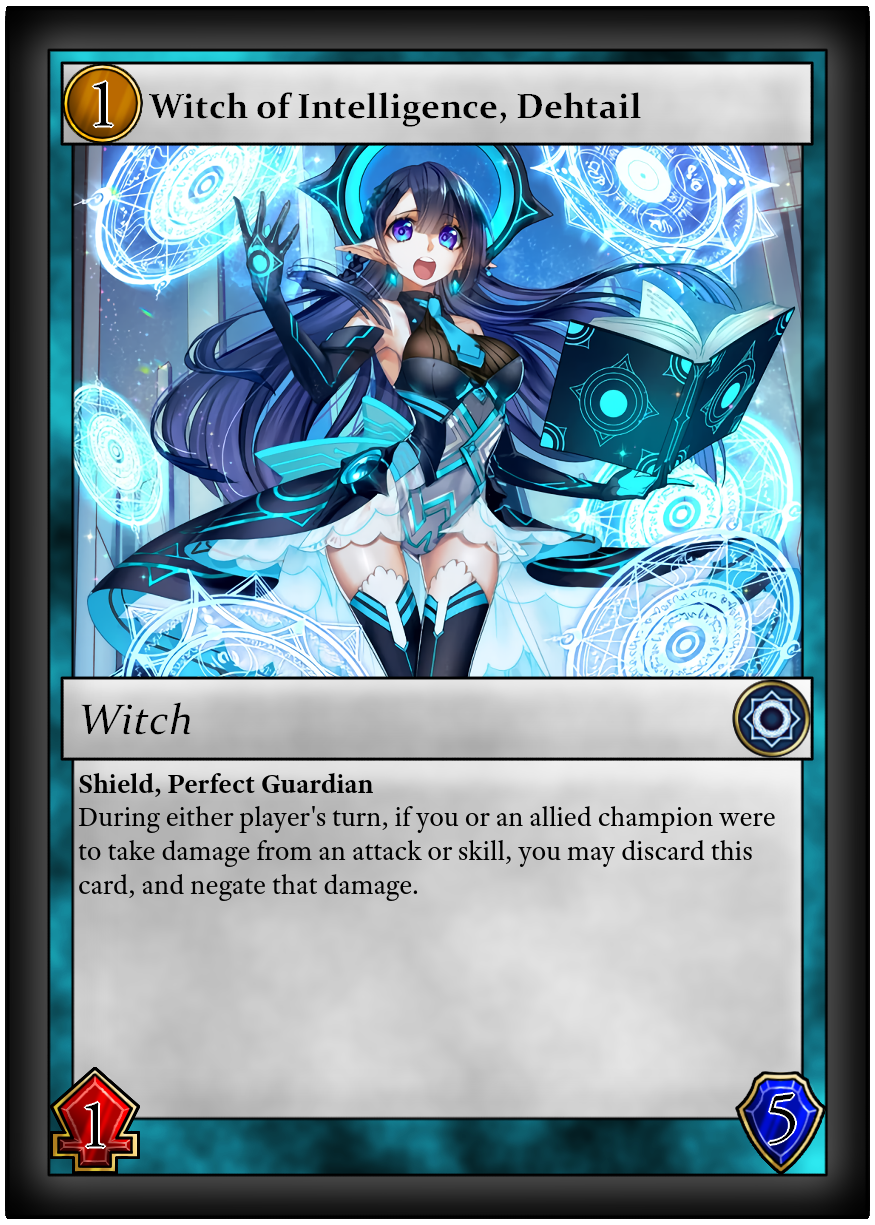 1 Witch of Intelligence, Dehtail
Witch
Shield, Perfect Guardian
During either player's turn, if you or an allied champion were
to take damage from an attack or skill, you may discard this
card, and negate that damage.
1
5